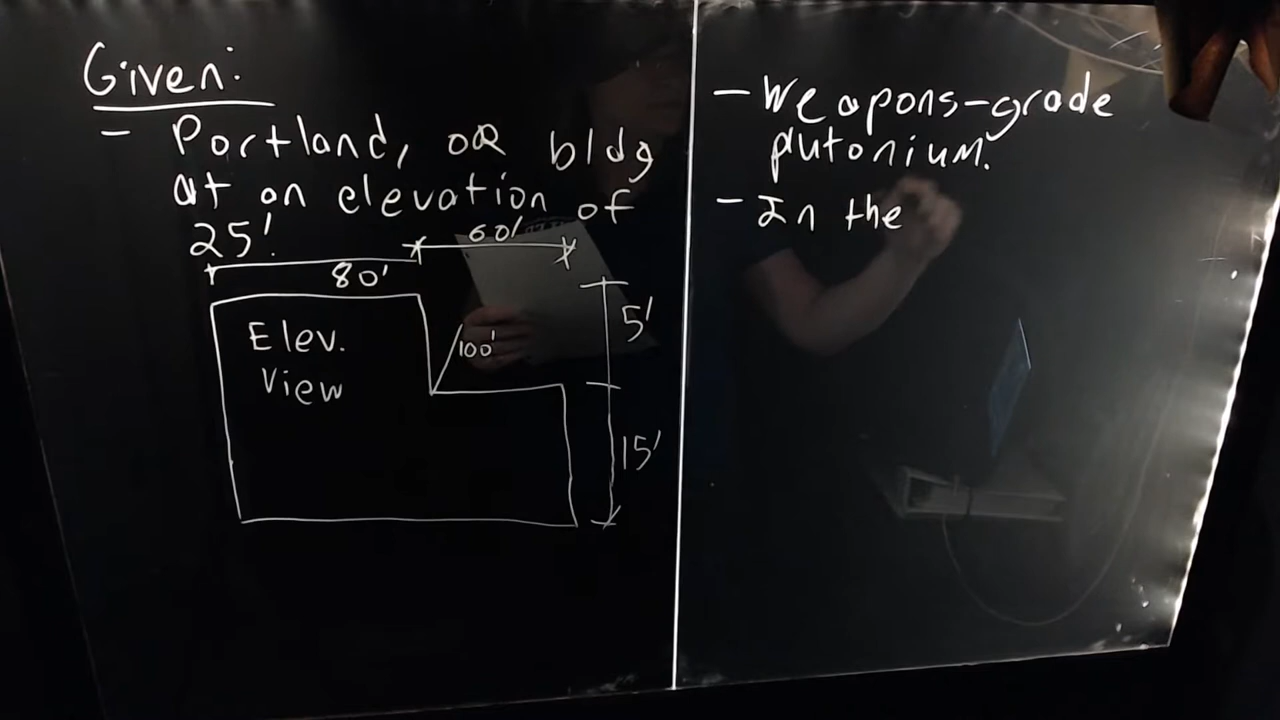 Given:
- Portland, OR bldg
at an elevation of
25'.
60'
80'
Elev.
View
100'
5'
15'
- Weapons-grade
plutonium.
- In the